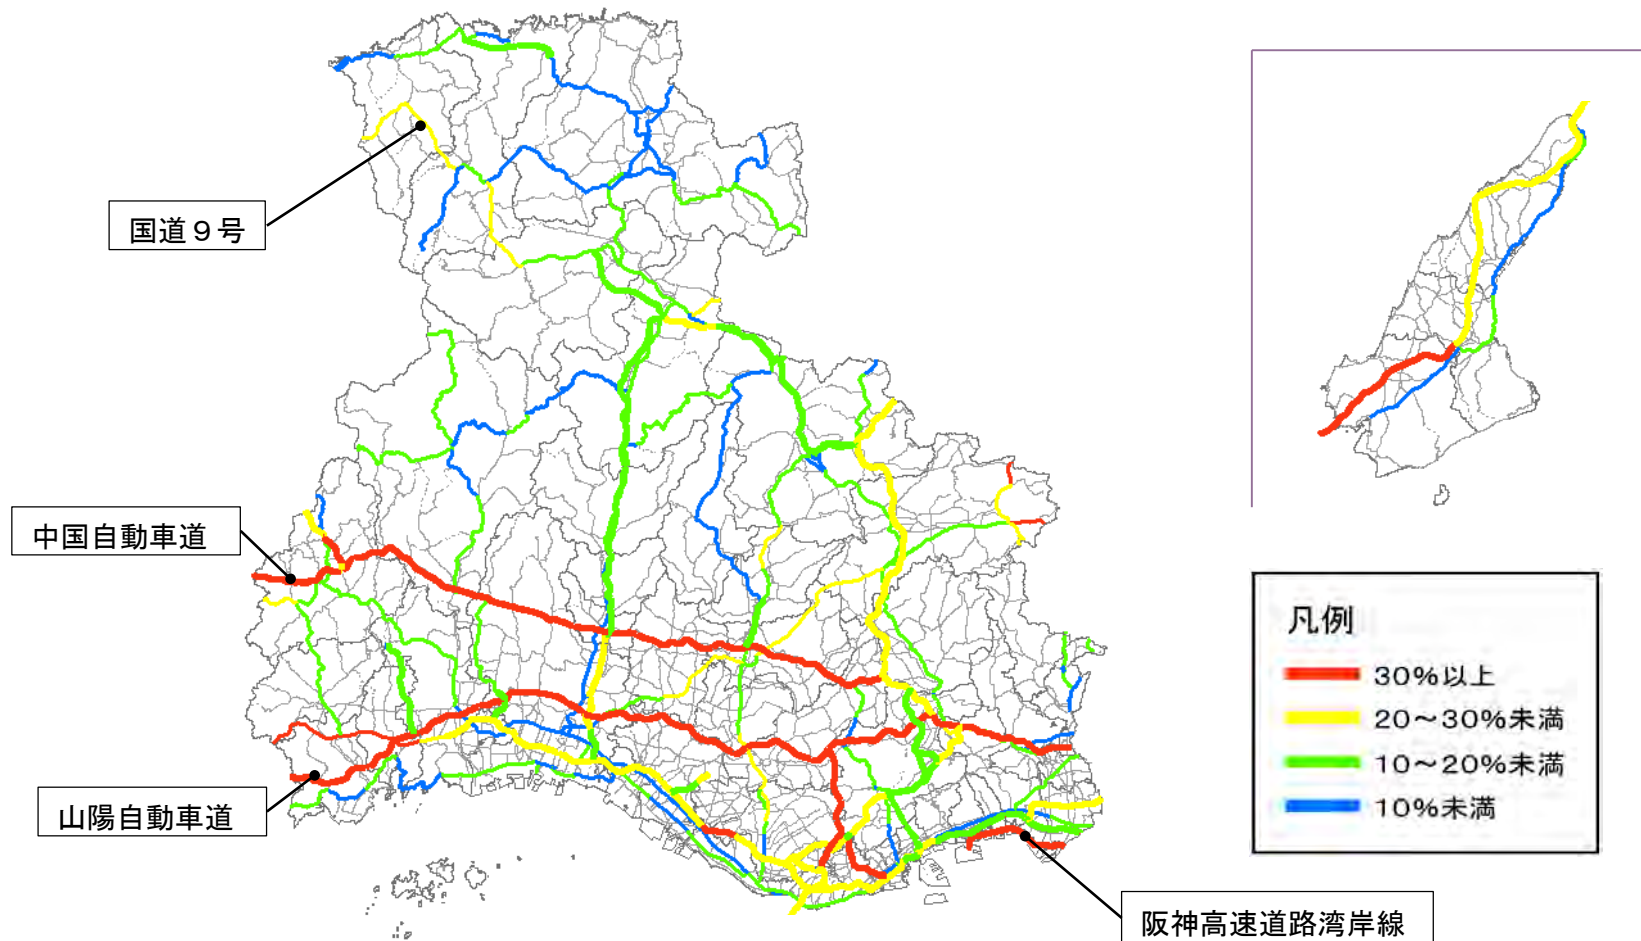 国道９号
中国自動車道
山陽自動車道
阪神高速道路湾岸線
凡例
30％以上
20～30％未満
10～20％未満
10％未満